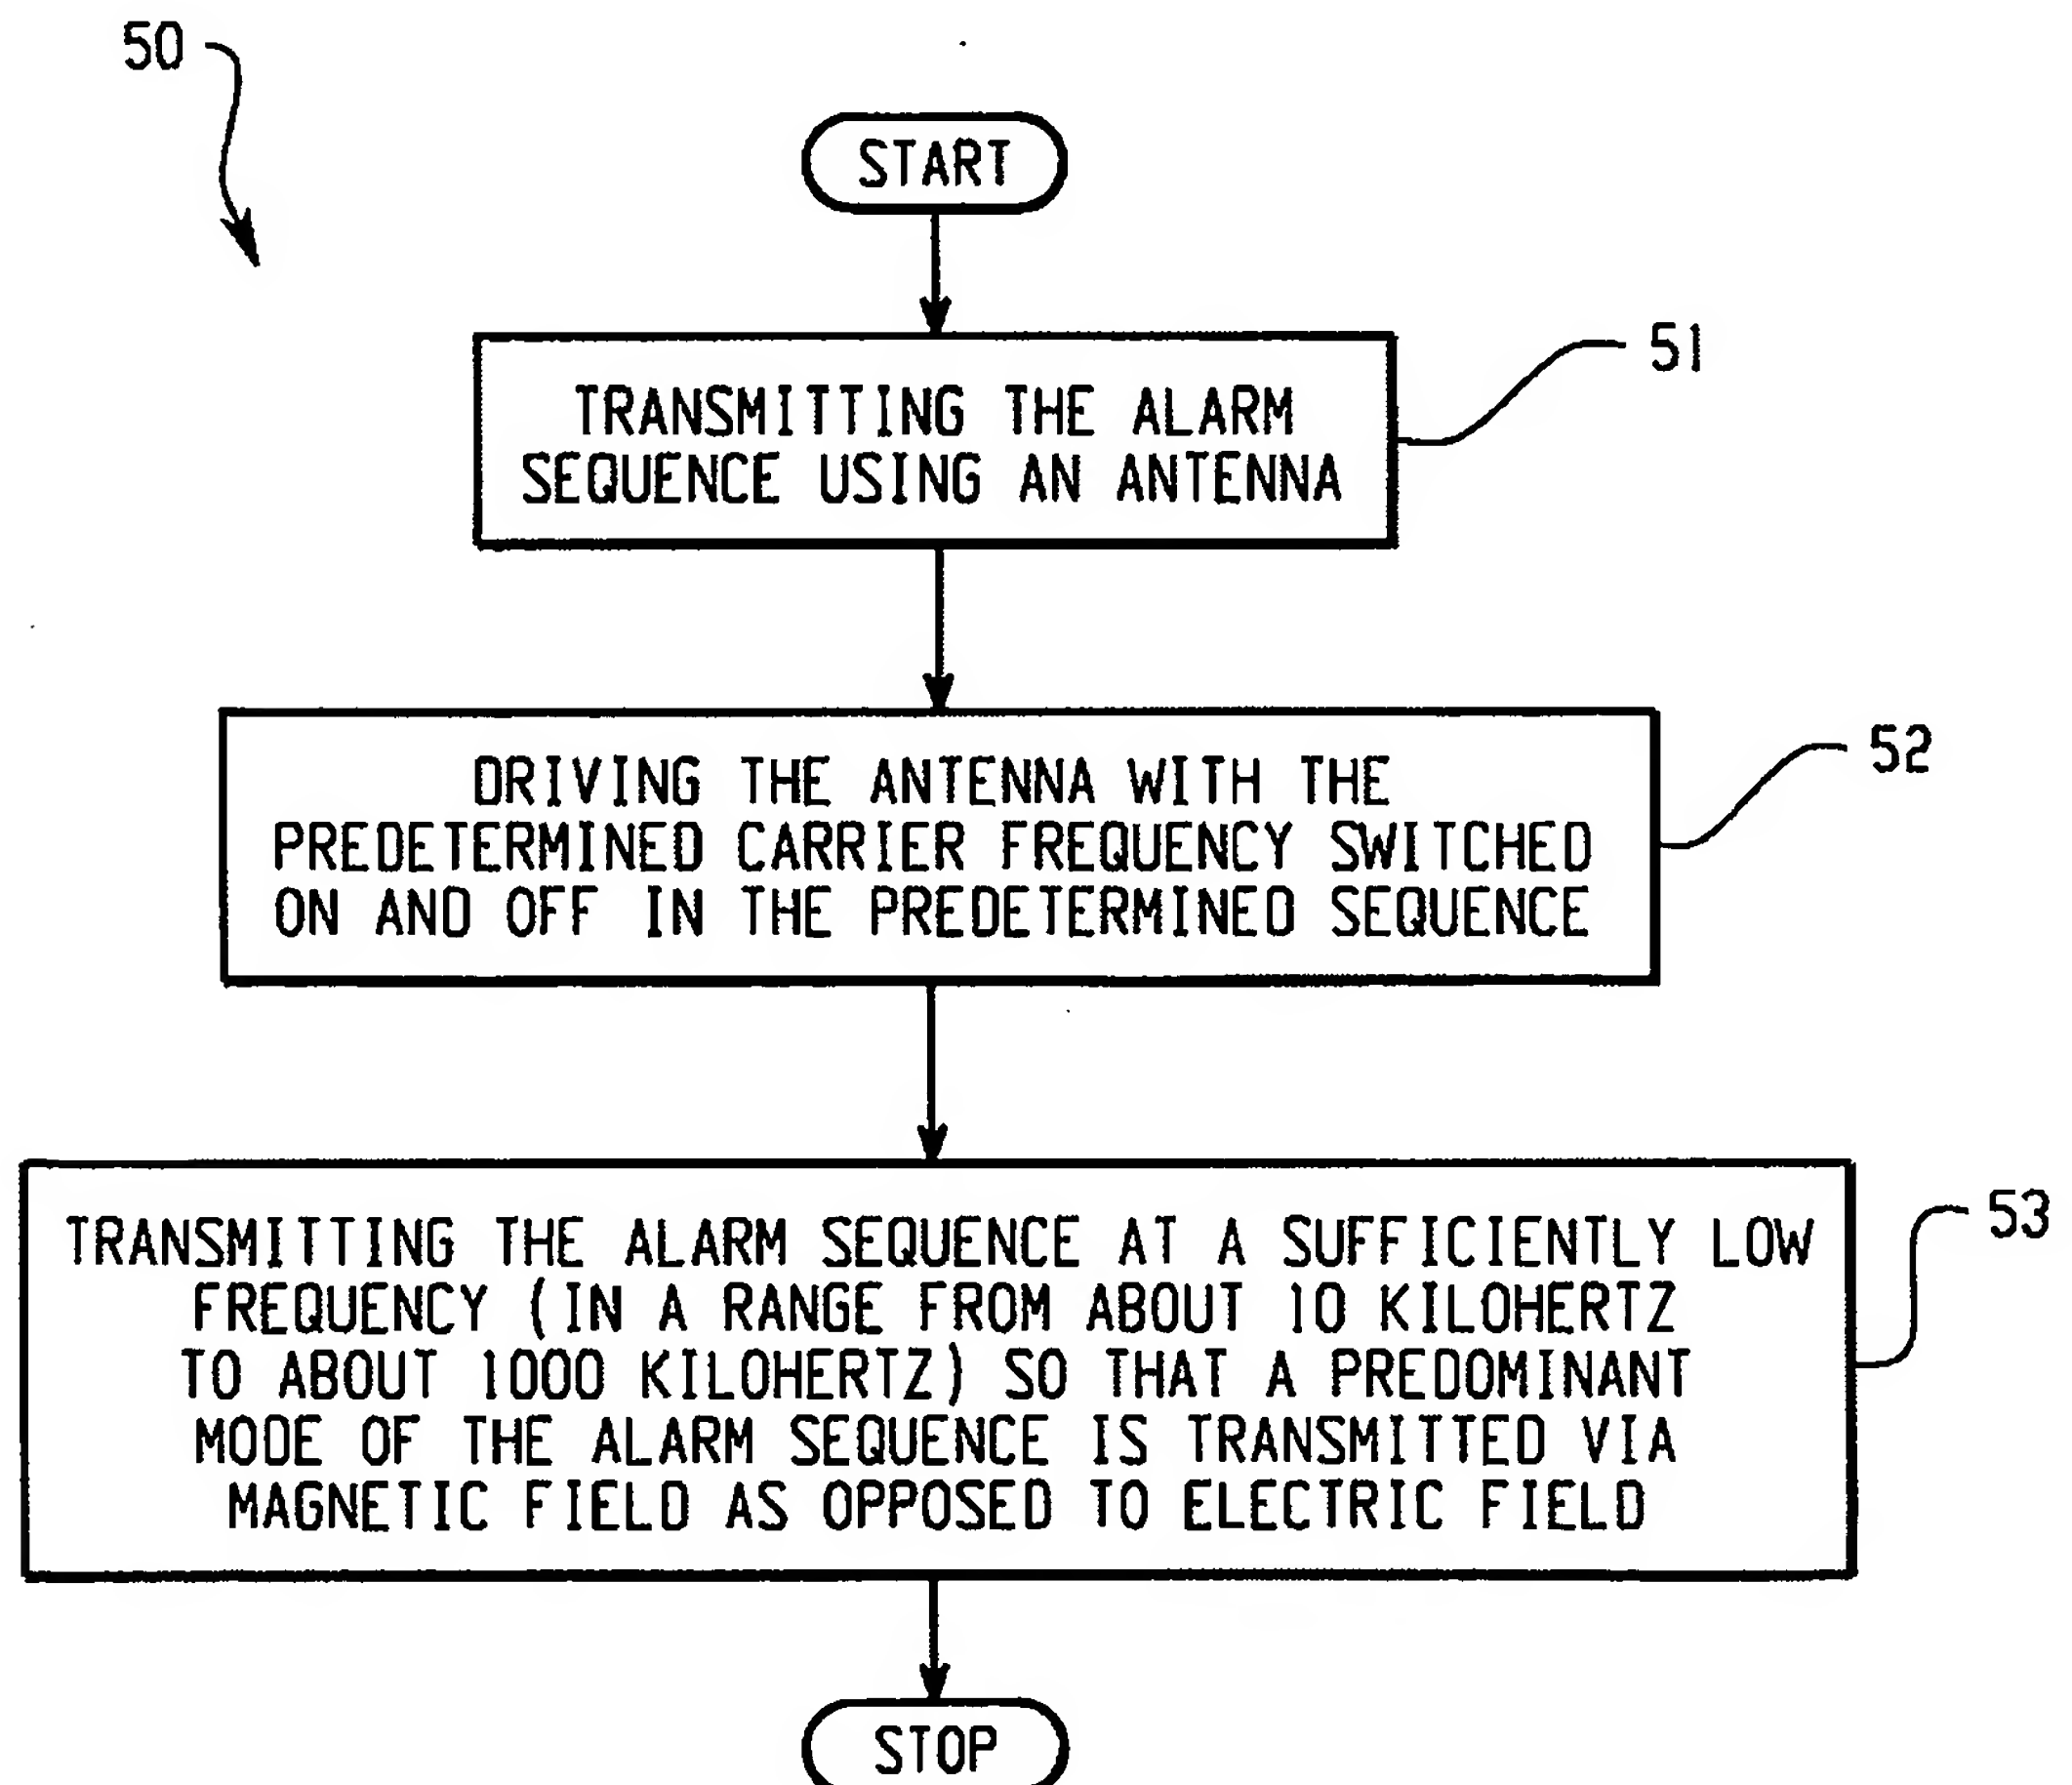 50
START
51
TRANSMITTING THE ALARM
SEQUENCE USING AN ANTENNA
52
DRIVING THE ANTENNA WITH THE
PREDETERMINED CARRIER FREQUENCY SWITCHED
ON AND OFF IN THE PREDETERMINED SEQUENCE
53
TRANSMITTING THE ALARM SEQUENCE AT A SUFFICIENTLY LOW
FREQUENCY (IN A RANGE FROM ABOUT 10 KILOHERTZ
TO ABOUT 1000 KILOHERTZ) SO THAT A PREDOMINANT
MODE OF THE ALARM SEQUENCE IS TRANSMITTED VIA
MAGNETIC FIELD AS OPPOSED TO ELECTRIC FIELD
STOP